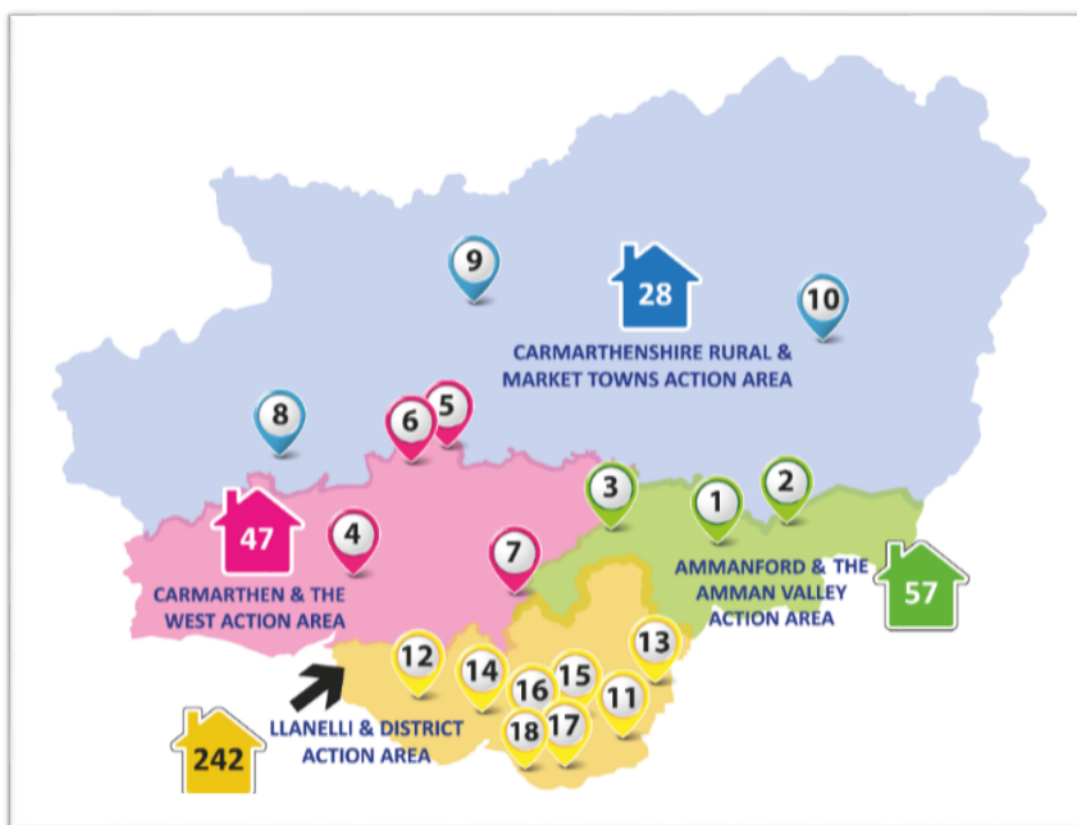 9
28
10
CARMARTHENSHIRE RURAL &
MARKET TOWNS ACTION AREA
8
6
5
3
1
2
47
4
7
CARMARTHEN & THE
WEST ACTION AREA
AMMANFORD & THE
AMMAN VALLEY
ACTION AREA
57
12
14
16
15
13
11
18
17
LLANELLI & DISTRICT
ACTION AREA
242